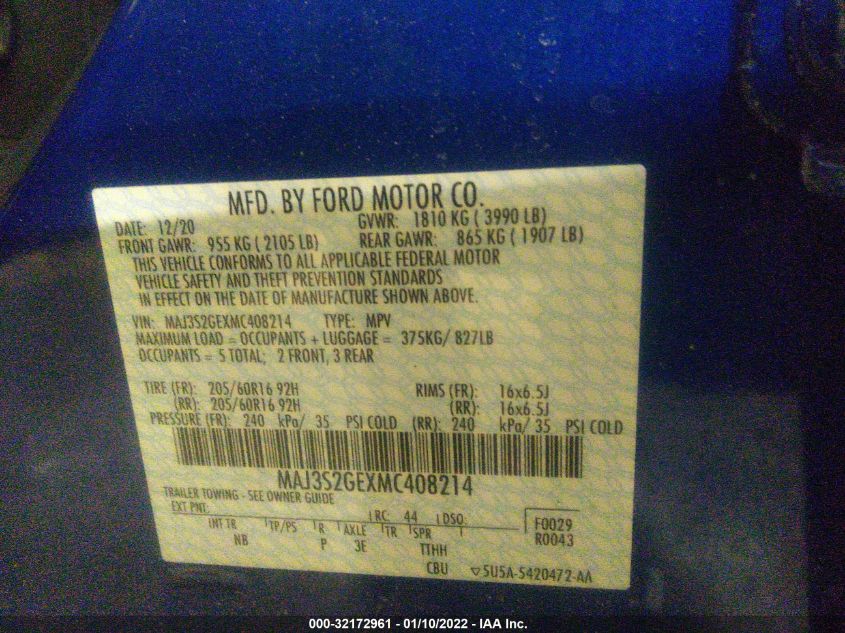 MFD. BY FORD MOTOR CO.
DATE: 12/20 GVWR: 1810 KG ( 3990 LB)
FRONT GAWR: 955 KG ( 2105 LB) REAR GAWR: 865 KG ( 1907 LB)
THIS VEHICLE CONFORMS TO ALL APPLICABLE FEDERAL MOTOR
VEHICLE SAFETY AND THEFT PREVENTION STANDARDS
IN EFFECT ON THE DATE OF MANUFACTURE SHOWN ABOVE.
VIN: MAJ3S2GEXMC408214 TYPE: MPV
MAXIMUM LOAD = OCCUPANTS + LUGGAGE = 375KG/ 827LB
OCCUPANTS = 5 TOTAL; 2 FRONT, 3 REAR
TIRE (FR): 205/60R16 92H RIMS (FR): 16x6.5J
(RR): 205/60R16 92H (RR): 16x6.5J
PRESSURE (FR): 240 kPa/ 35 PSI COLD (RR): 240 kPa/ 35 PSI COLD
MAJ3S2GEXMC408214
TRAILER TOWING - SEE OWNER GUIDE
EXT PNT: RC: 44 DSO: F0029
INT TR TP/PS R AXLE TR SPR R0043
NB P 3E TTHH
CBU 5U5A-5420472-AA
000-32172961 - 01/10/2022 - IAA Inc.